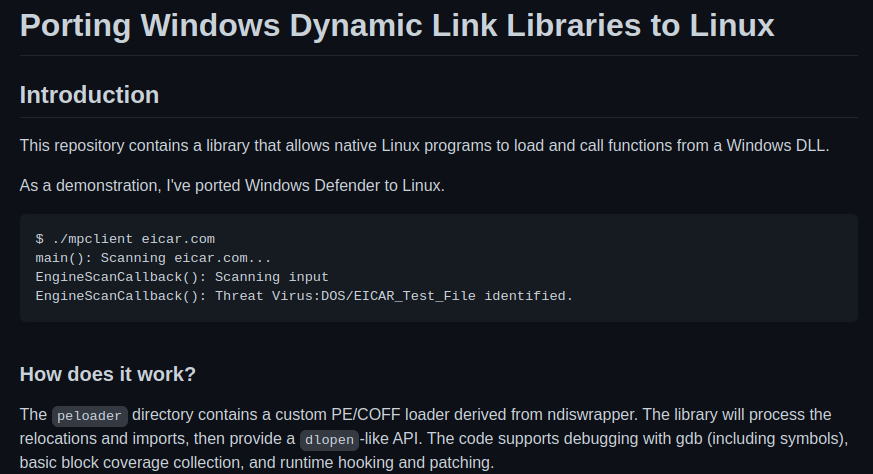 Porting Windows Dynamic Link Libraries to Linux
Introduction
This repository contains a library that allows native Linux programs to load and call functions from a Windows DLL.
As a demonstration, I've ported Windows Defender to Linux.
$ ./mpclient eicar.com
main(): Scanning eicar.com...
EngineScanCallback(): Scanning input
EngineScanCallback(): Threat Virus:DOS/EICAR_Test_File identified.
How does it work?
The peloader directory contains a custom PE/COFF loader derived from ndiswrapper. The library will process the
relocations and imports, then provide a dlopen-like API. The code supports debugging with gdb (including symbols),
basic block coverage collection, and runtime hooking and patching.